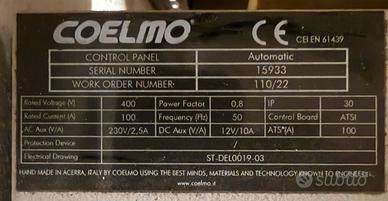 COELMO CE CEI EN 61439
CONTROL PANEL Automatic
SERIAL NUMBER 15933
WORK ORDER NUMBER 110/22
Rated Voltage (V) 400 Power Factor 0,8 IP 30
Rated Current (A) 100 Frequency (Hz) 50 Control Board ATSI
AC Aux (V/A) 230V/2,5A DC Aux (V/A) 12V/10A ATS(A) 100
Protection Device /
Electrical Drawing ST-DEL0019-03
HAND MADE IN ACERRA, ITALY BY COELMO USING THE BEST MINDS, MATERIALS AND TECHNOLOGY KNOWN TO ENGINEERS.
www.coelmo.it
subito